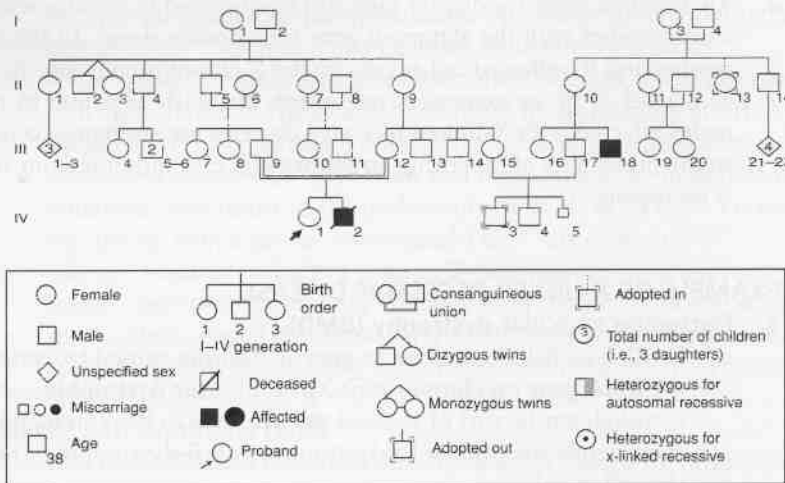 I
1 2 3 4
II
1 2 3 4 5 6 7 8 9 10 11 12 13 14
III 3 2 4
1–3 4 5–6 7 8 9 10 11 12 13 14 15 16 17 18 19 20 21–23
IV
1 2 3 4 5
Female
Male
Unspecified sex
Miscarriage
Age
38
Birth
order
1 2 3
I–IV generation
Deceased
Affected
Proband
Consanguineous
union
Dizygous twins
Monozygous twins
Adopted out
Adopted in
3 Total number of children
(i.e., 3 daughters)
Heterozygous for
autosomal recessive
Heterozygous for
x-linked recessive